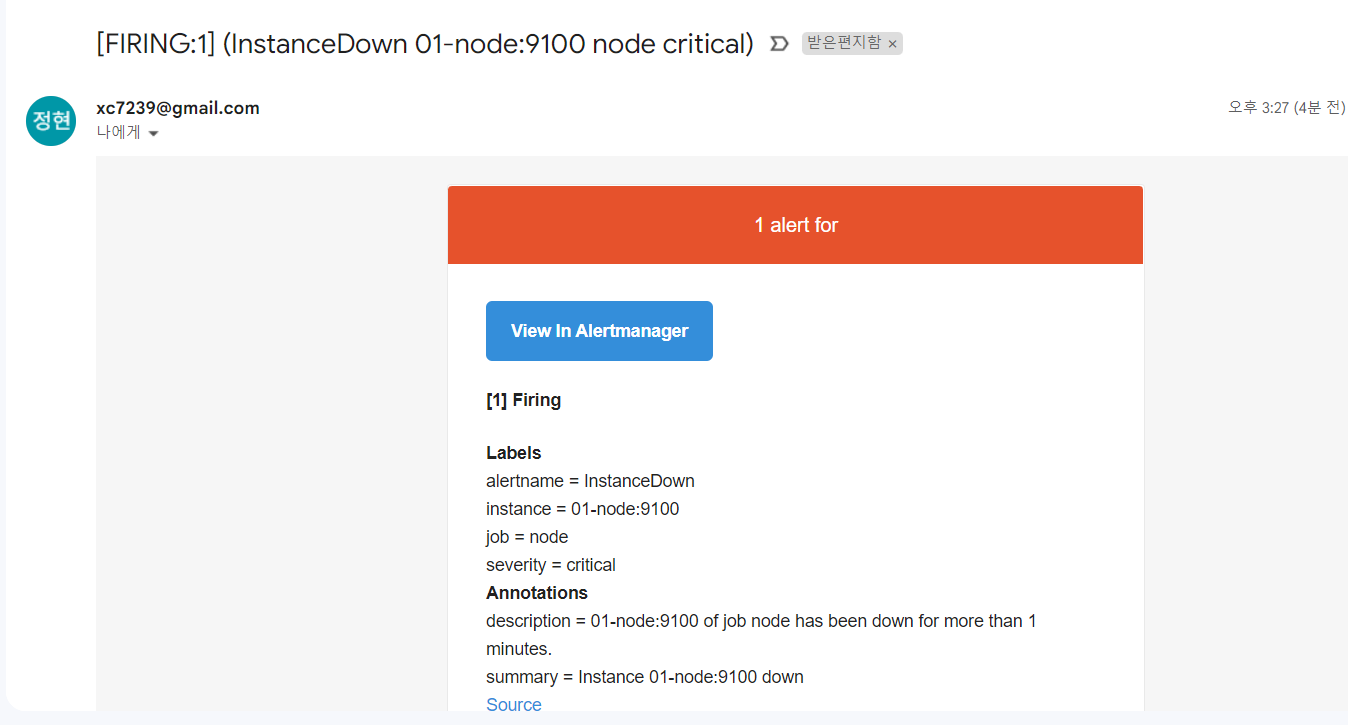 [FIRING:1] (InstanceDown 01-node:9100 node critical) 받은편지함 ×
정현
xc7239@gmail.com
오후 3:27 (4분 전)
나에게
1 alert for
View In Alertmanager
[1] Firing
Labels
alertname = InstanceDown
instance = 01-node:9100
job = node
severity = critical
Annotations
description = 01-node:9100 of job node has been down for more than 1
minutes.
summary = Instance 01-node:9100 down
Source